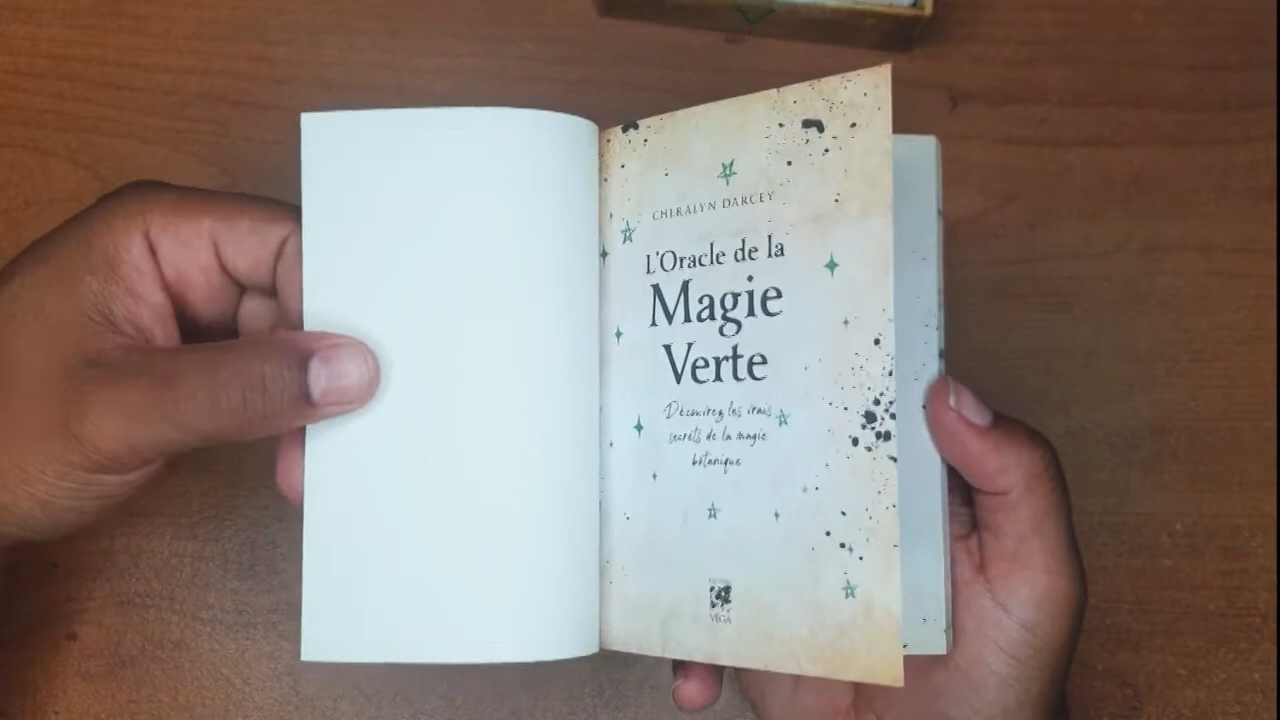 CHERALYN DARCEY
L'Oracle de la
Magie
Verte
Découvrez les vrais
secrets de la magie
botanique
VEGA